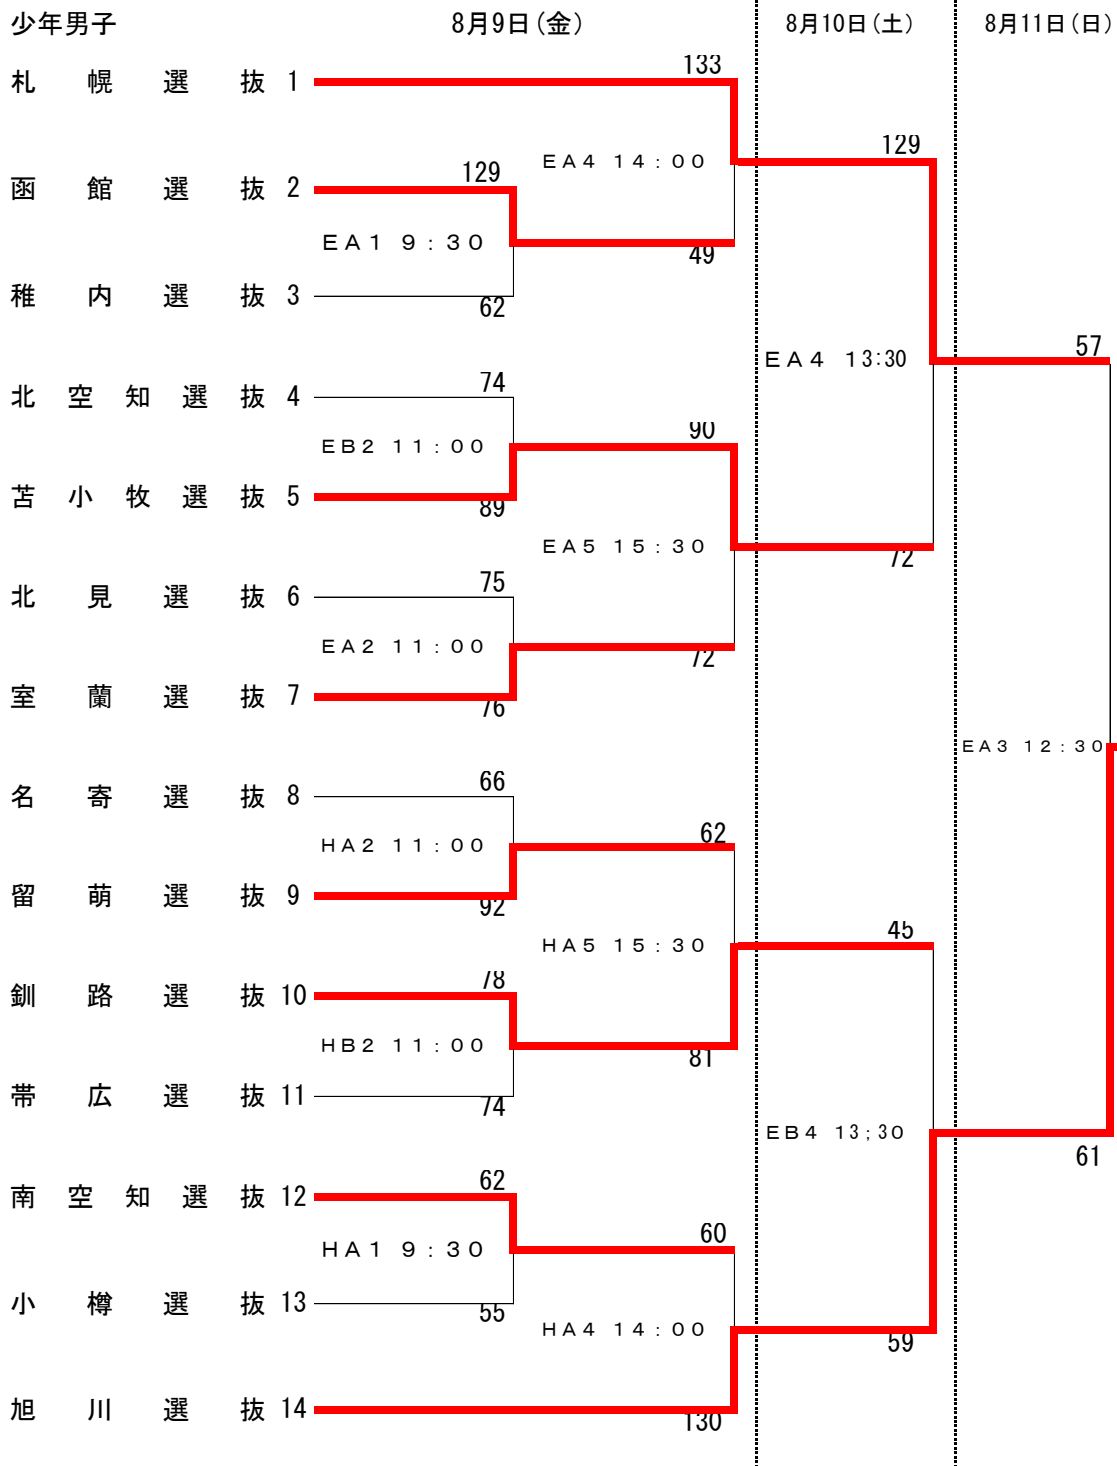 少年男子 8月9日(金) 8月10日(土) 8月11日(日)
133
札幌選抜 1
129
EA4 14:00
129
函館選抜 2
EA1 9:30
49
稚内選抜 3
62
57
EA4 13:30
74
北空知選抜 4
90
EB2 11:00
苫小牧選抜 5
89
EA5 15:30
72
75
北見選抜 6
EA2 11:00
72
室蘭選抜 7
76
EA3 12:30
66
名寄選抜 8
62
HA2 11:00
留萌選抜 9
92
45
HA5 15:30
78
釧路選抜 10
HB2 11:00
81
帯広選抜 11
74
EB4 13;30
61
62
南空知選抜 12
60
HA1 9:30
小樽選抜 13
55
HA4 14:00
59
旭川選抜 14
130